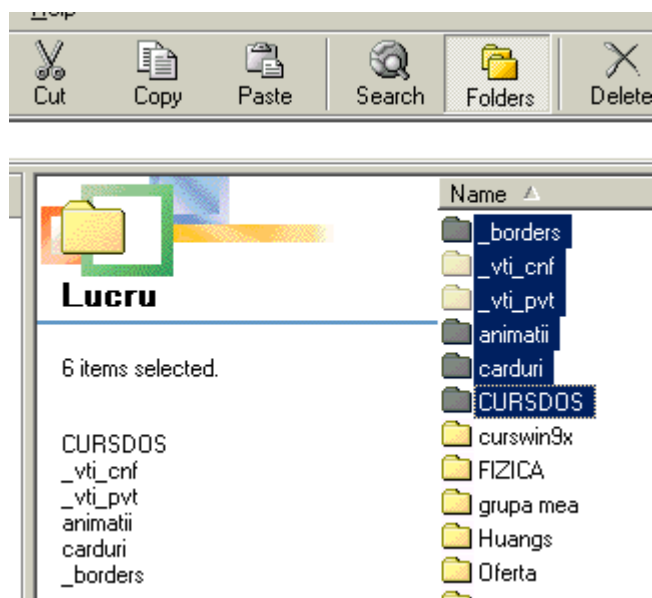 Help
Cut Copy Paste Search Folders Delete
Lucru
6 items selected.
CURSDOS
_vti_cnf
_vti_pvt
animatii
carduri
_borders
Name
_borders
_vti_cnf
_vti_pvt
animatii
carduri
CURSDOS
curswin9x
FIZICA
grupa mea
Huangs
Oferta